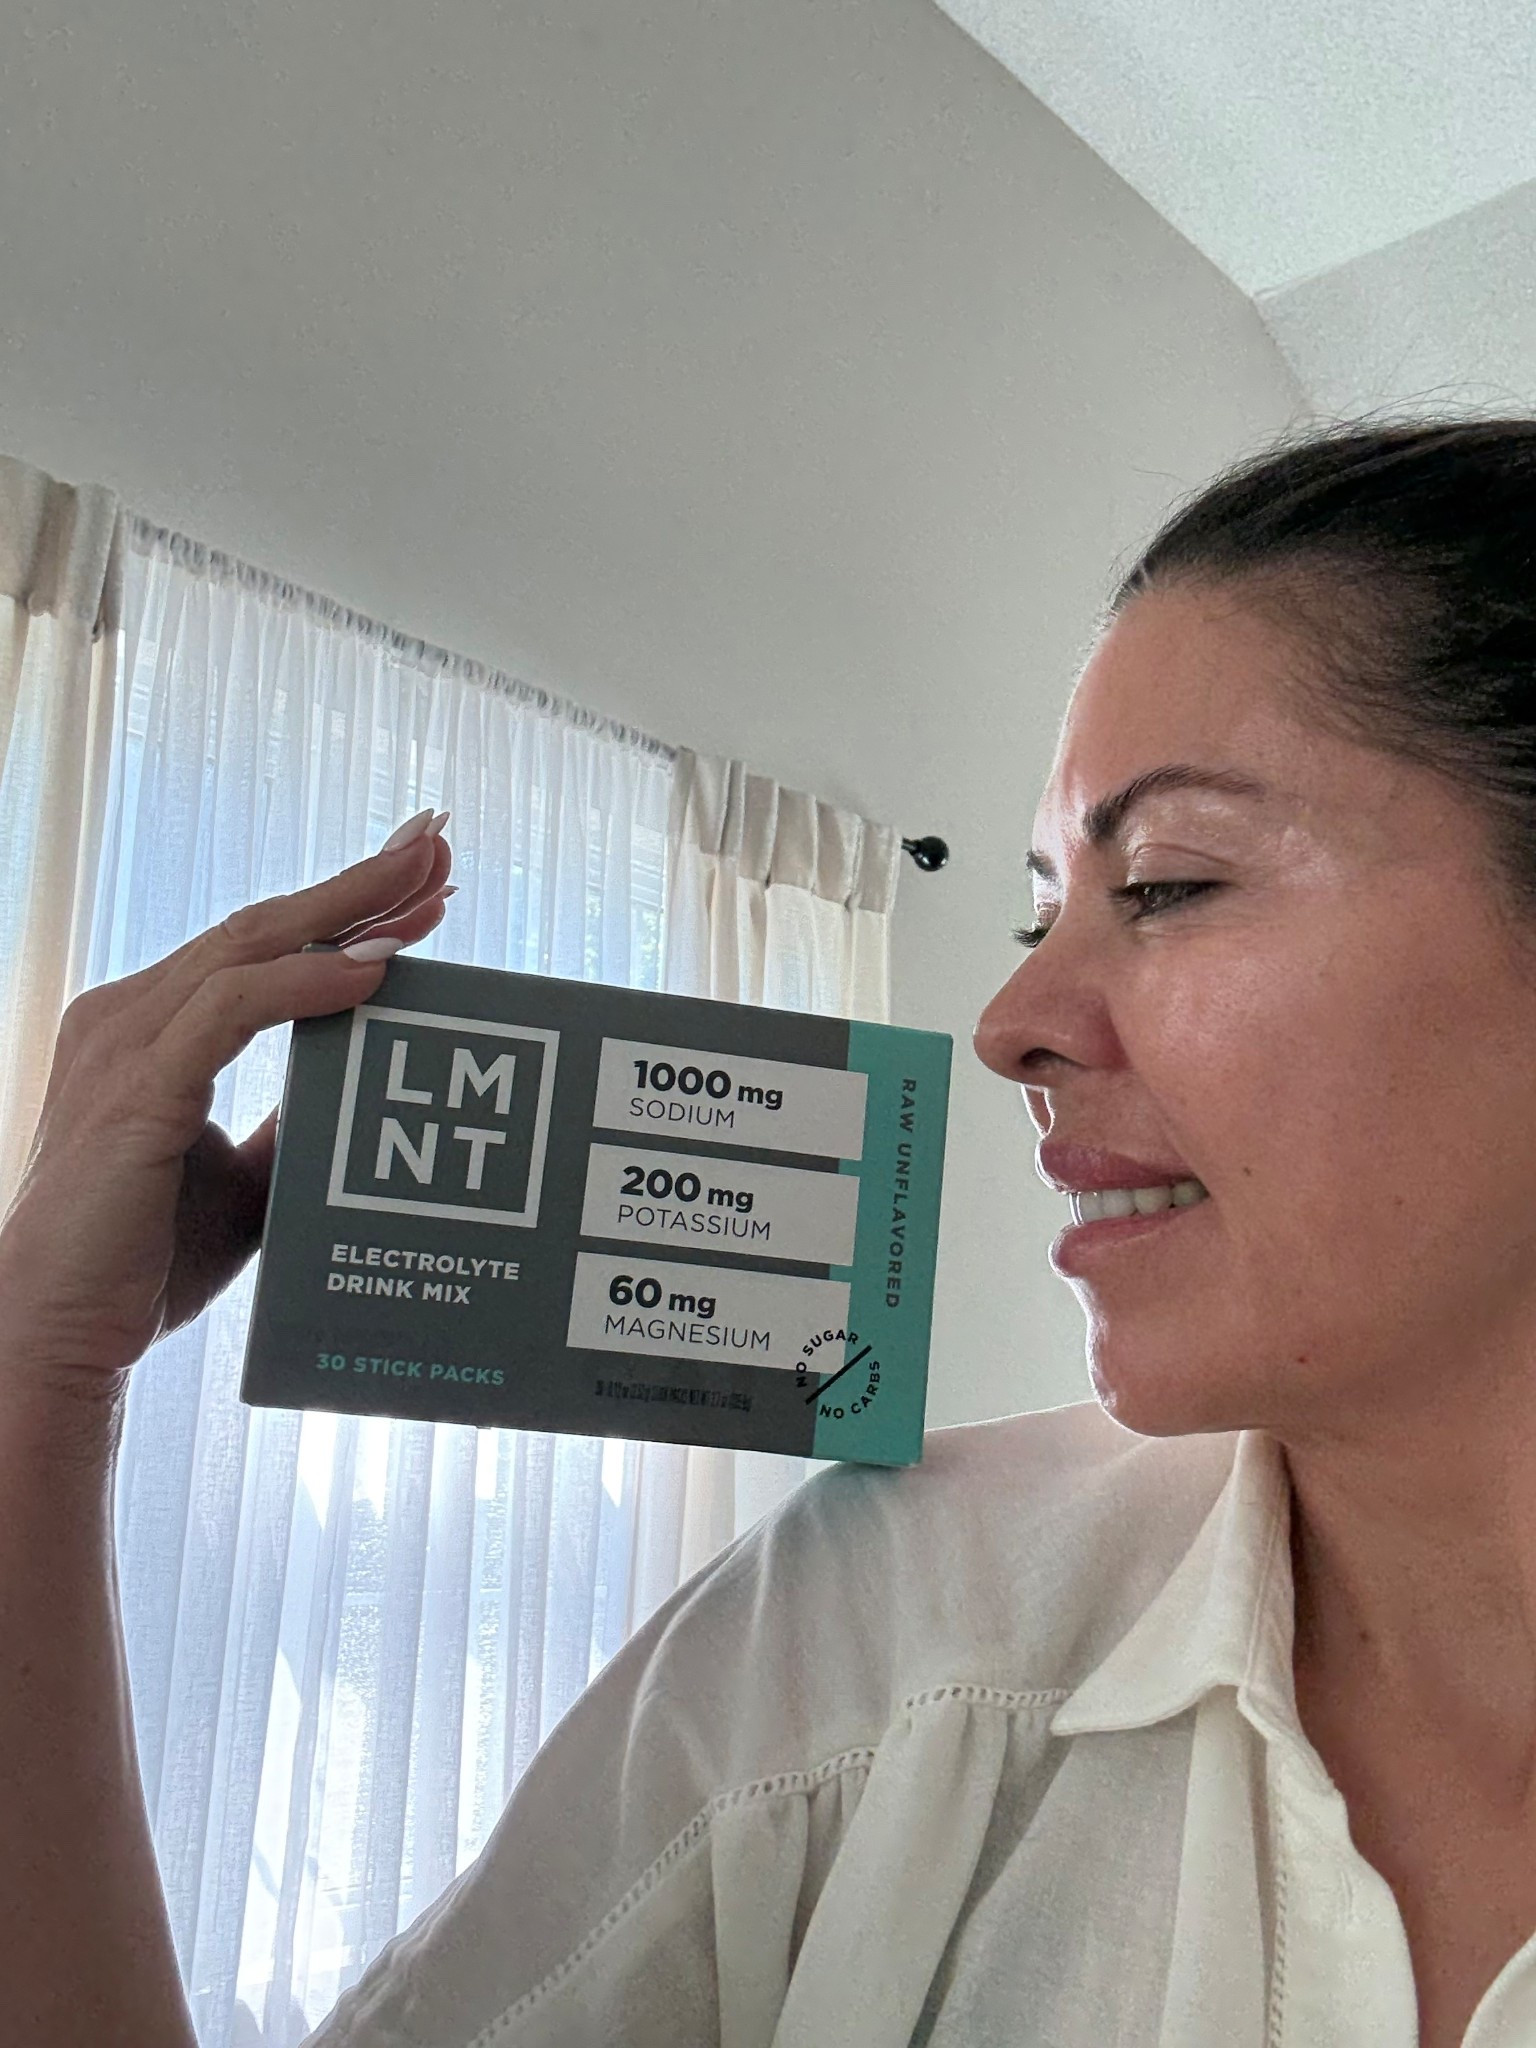 LM
NT
ELECTROLYTE
DRINK MIX
30 STICK PACKS
1000 mg
SODIUM
200 mg
POTASSIUM
60 mg
MAGNESIUM
RAW UNFLAVORED
NO SUGAR
NO CARBS